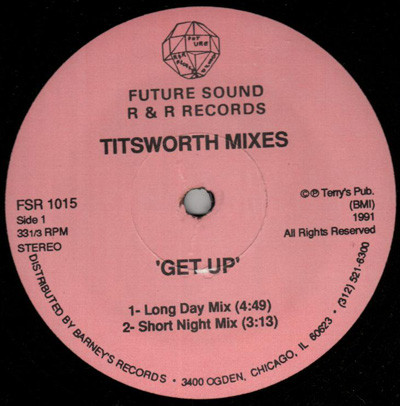 FUTURE SOUND
R & R RECORDS
TITSWORTH MIXES
FSR 1015
Side 1
33 1/3 RPM
STEREO
©℗ Terry's Pub.
(BMI)
1991
All Rights Reserved
'GET UP'
1- Long Day Mix (4:49)
2- Short Night Mix (3:13)
DISTRIBUTED BY BARNEY'S RECORDS • 3400 OGDEN, CHICAGO, IL 60623 • (312) 521-6300